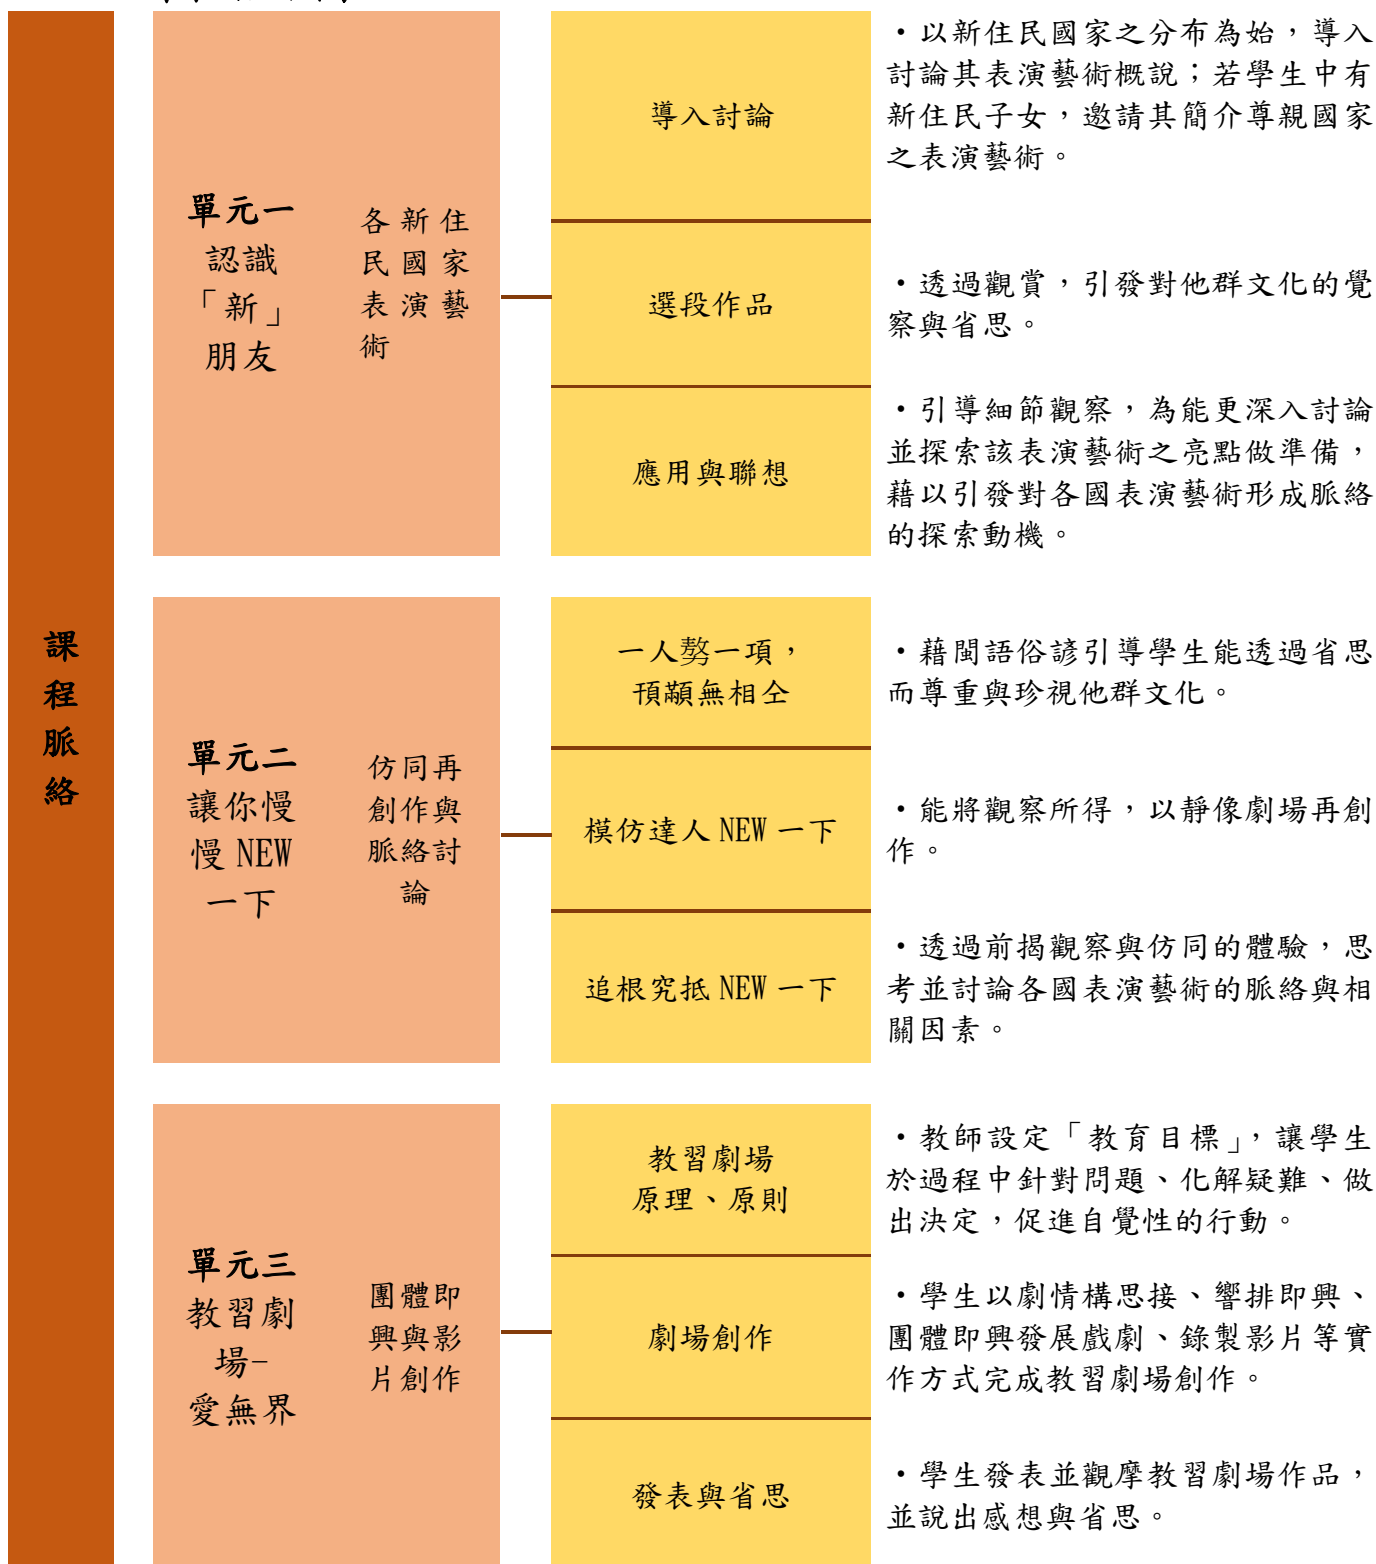 課
程
脈
絡
單元一
認識
「新」
朋友
各新住
民國家
表演藝
術
導入討論
・以新住民國家之分布為始，導入
討論其表演藝術概說；若學生中有
新住民子女，邀請其簡介尊親國家
之表演藝術。
選段作品
・透過觀賞，引發對他群文化的覺
察與省思。
應用與聯想
・引導細節觀察，為能更深入討論
並探索該表演藝術之亮點做準備，
藉以引發對各國表演藝術形成脈絡
的探索動機。
單元二
讓你慢
慢 NEW
一下
仿同再
創作與
脈絡討
論
一人勥一項，
預顢無相仝
・藉閩語俗諺引導學生能透過省思
而尊重與珍視他群文化。
模仿達人 NEW 一下
・能將觀察所得，以靜像劇場再創
作。
追根究抵 NEW 一下
・透過前揭觀察與仿同的體驗，思
考並討論各國表演藝術的脈絡與相
關因素。
單元三
教習劇
場-
愛無界
團體即
興與影
片創作
教習劇場
原理、原則
・教師設定「教育目標」，讓學生
於過程中針對問題、化解疑難、做
出決定，促進自覺性的行動。
劇場創作
・學生以劇情構思接、響排即興、
團體即興發展戲劇、錄製影片等實
作方式完成教習劇場創作。
發表與省思
・學生發表並觀摩教習劇場作品，
並說出感想與省思。